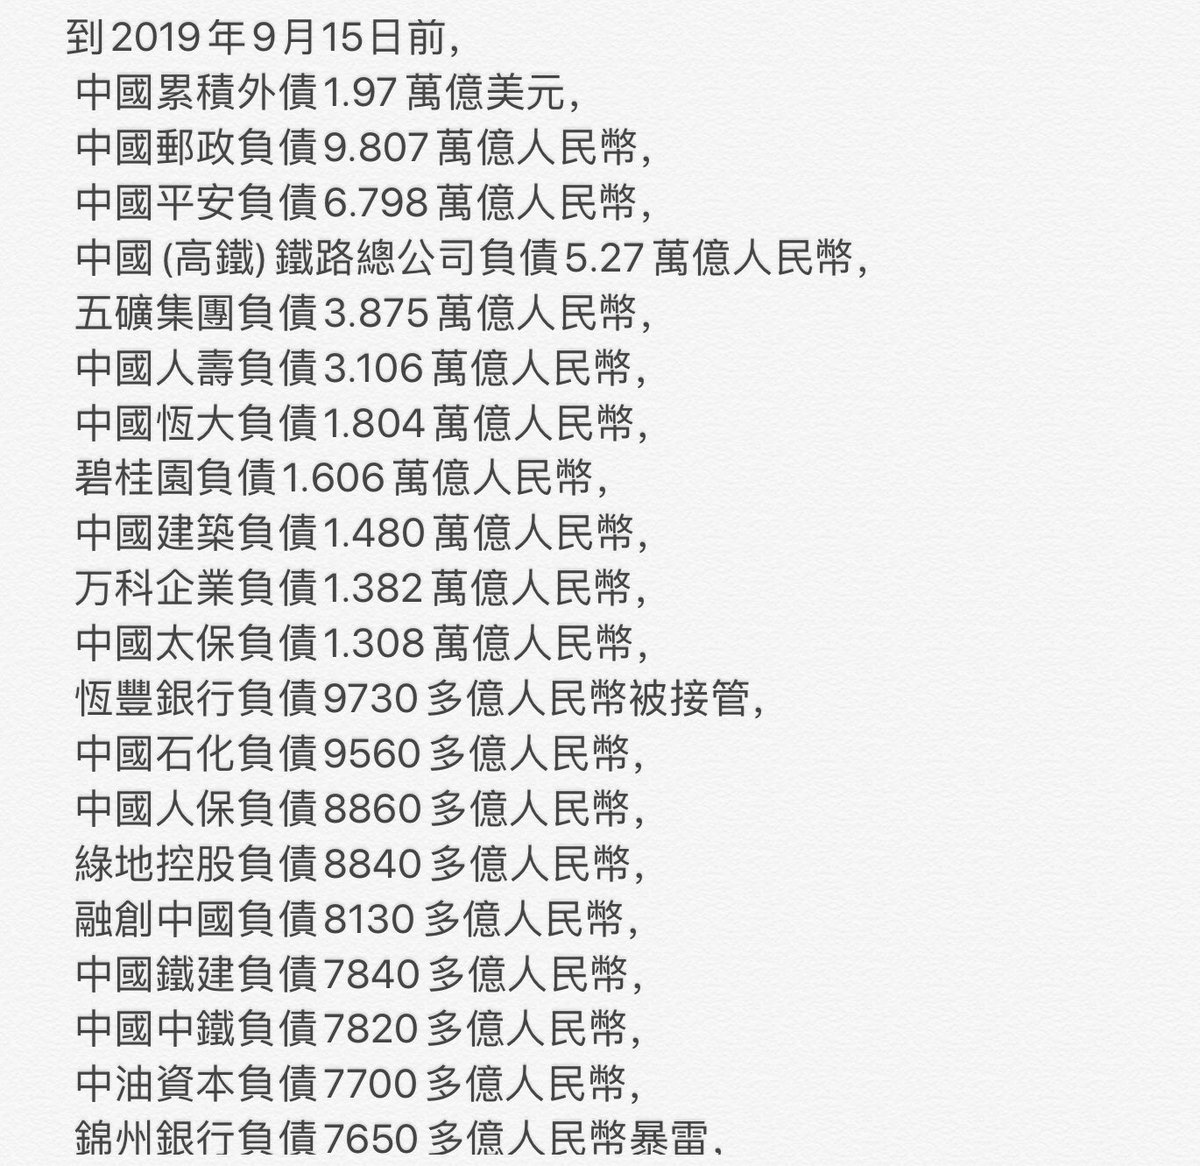 到2019年9月15日前，
中國累積外債1.97萬億美元，
中國郵政負債9.807萬億人民幣，
中國平安負債6.798萬億人民幣，
中國(高鐵)鐵路總公司負債5.27萬億人民幣，
五礦集團負債3.875萬億人民幣，
中國人壽負債3.106萬億人民幣，
中國恆大負債1.804萬億人民幣，
碧桂園負債1.606萬億人民幣，
中國建築負債1.480萬億人民幣，
万科企業負債1.382萬億人民幣，
中國太保負債1.308萬億人民幣，
恆豐銀行負債9730多億人民幣被接管，
中國石化負債9560多億人民幣，
中國人保負債8860多億人民幣，
綠地控股負債8840多億人民幣，
融創中國負債8130多億人民幣，
中國鐵建負債7840多億人民幣，
中國中鐵負債7820多億人民幣，
中油資本負債7700多億人民幣，
錦州銀行負債7650多億人民幣暴雷，